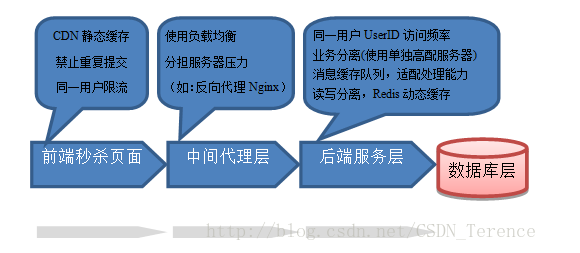 CDN 静态缓存
禁止重复提交
同一用户限流
使用负载均衡
分担服务器压力
（如:反向代理 Nginx）
同一用户 UserID 访问频率
业务分离(使用单独高配服务器)
消息缓存队列，适配处理能力
读写分离，Redis 动态缓存
前端秒杀页面
中间代理层
后端服务层
数据库层
http://blog.csdn.net/CSDN_Terence